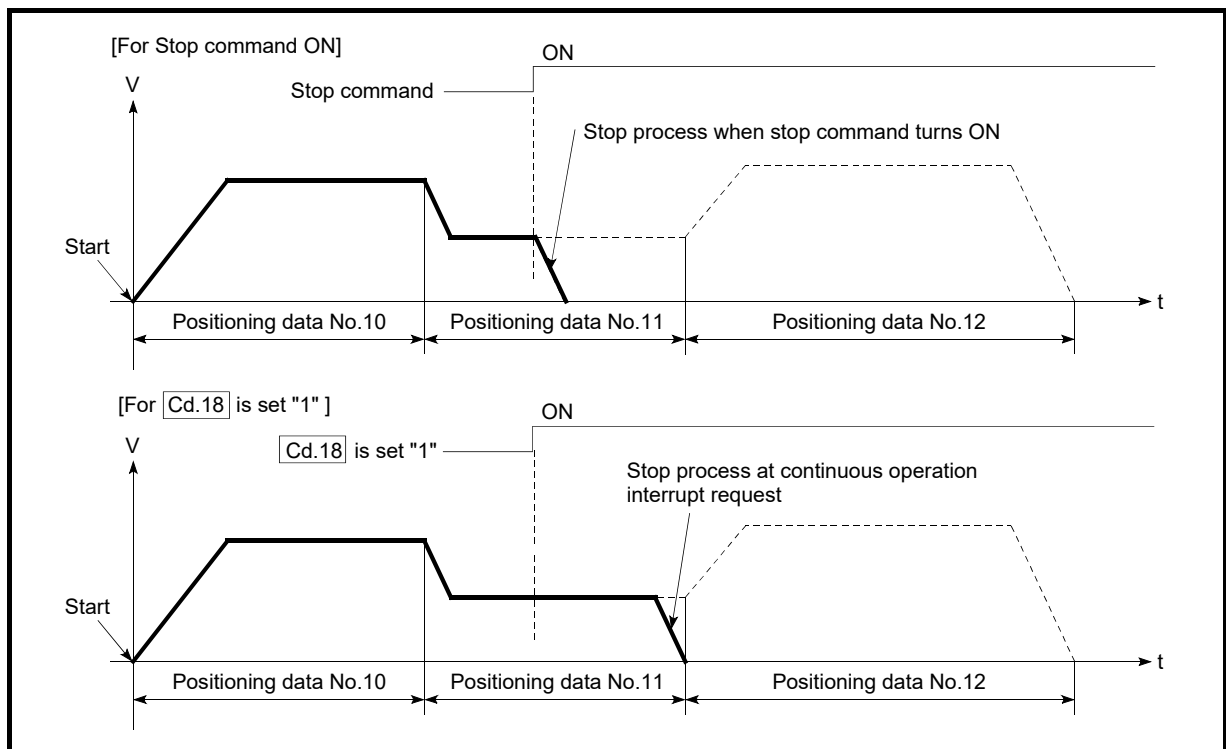 [For Stop command ON]
ON
V
Stop command
Stop process when stop command turns ON
Start
t
Positioning data No.10
Positioning data No.11
Positioning data No.12
[For Cd.18 is set "1" ]
ON
V
Cd.18 is set "1"
Stop process at continuous operation
interrupt request
Start
t
Positioning data No.10
Positioning data No.11
Positioning data No.12